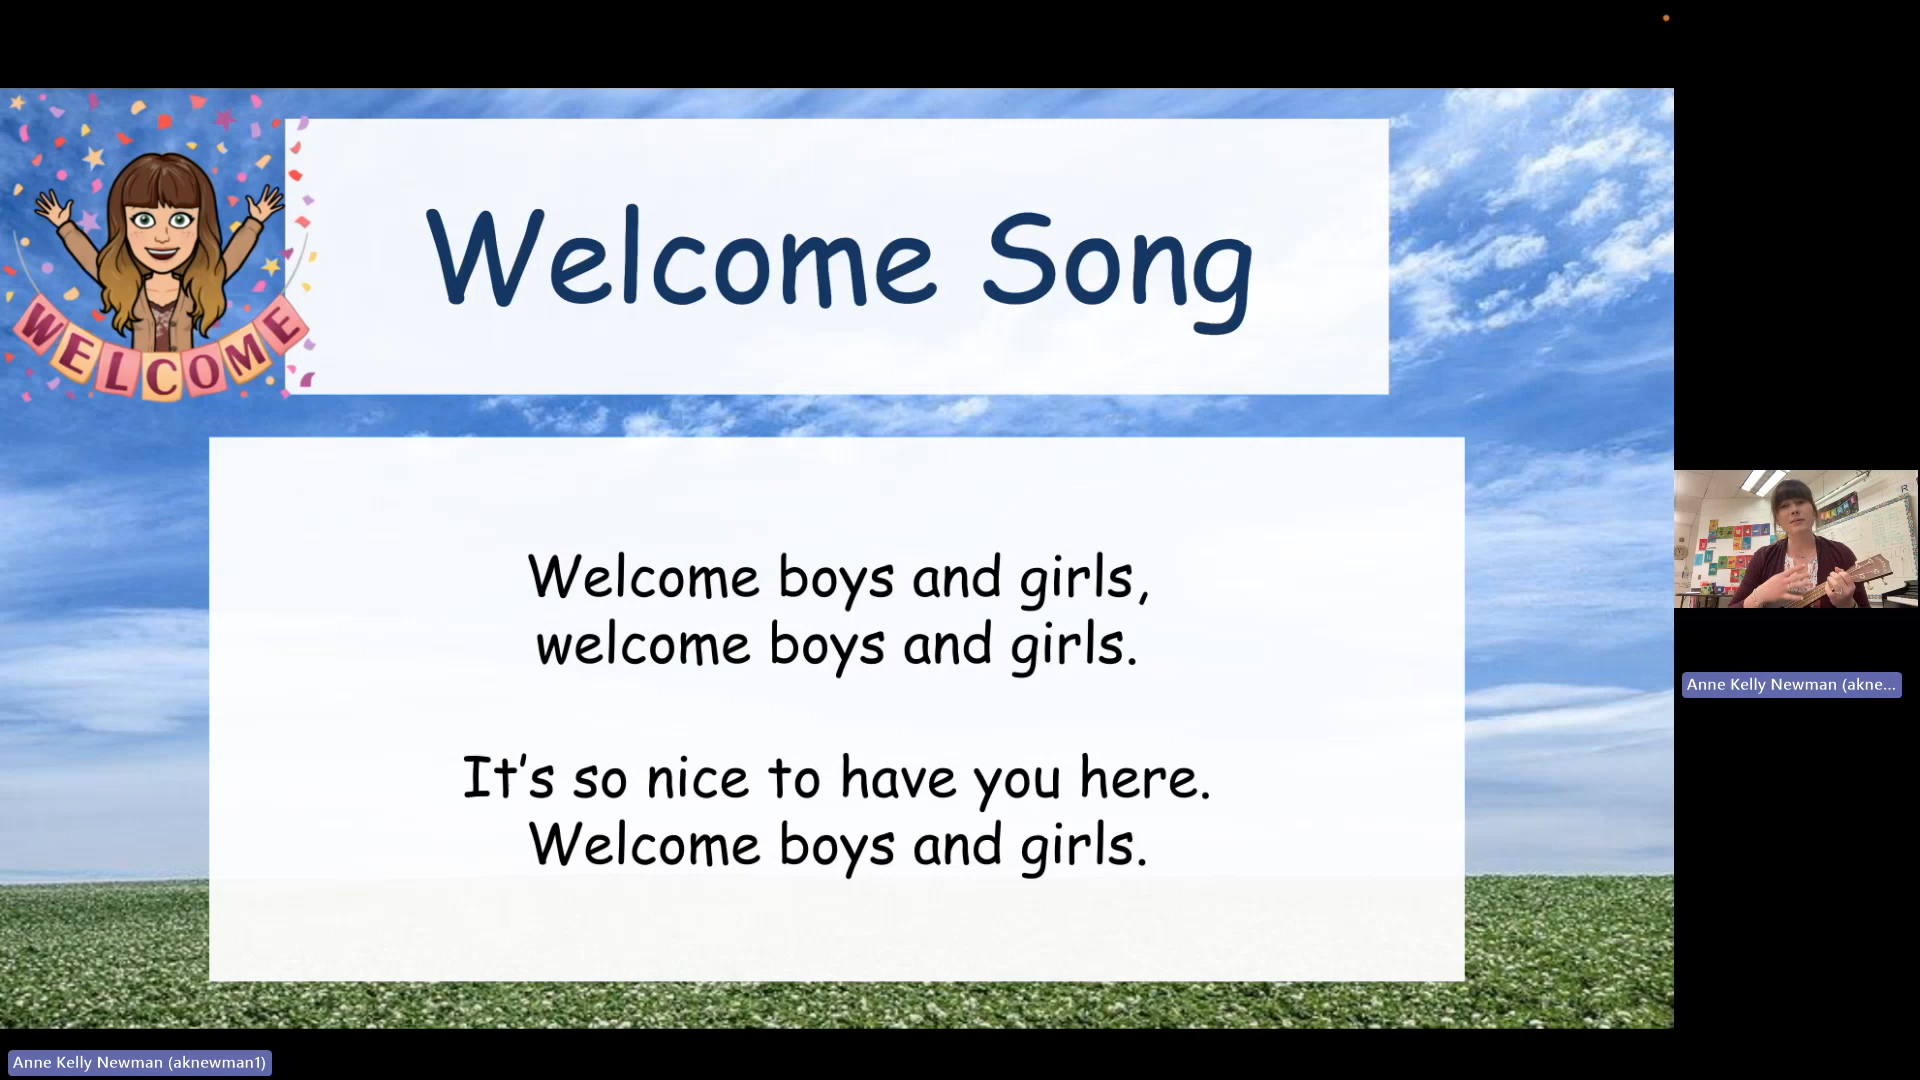 WELCOME
Welcome Song
Welcome boys and girls,
welcome boys and girls.
It's so nice to have you here.
Welcome boys and girls.
Anne Kelly Newman (akne...
Anne Kelly Newman (aknewman1)